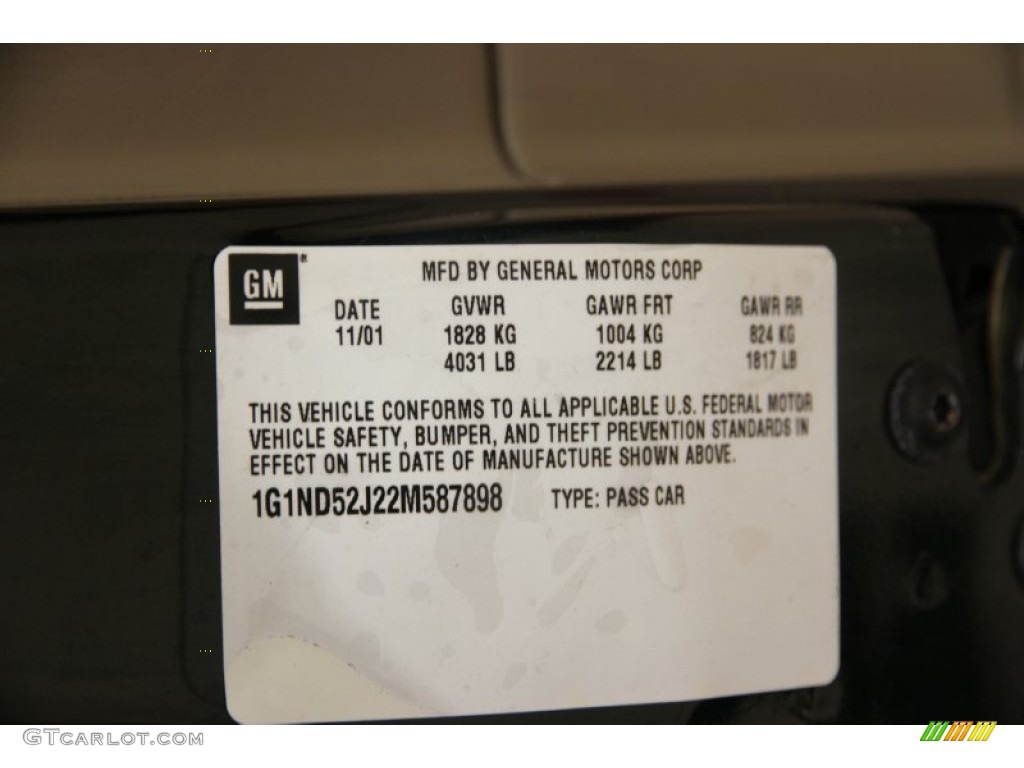 GM
MFD BY GENERAL MOTORS CORP
DATE GVWR GAWR FRT GAWR RR
11/01 1828 KG 1004 KG 824 KG
4031 LB 2214 LB 1817 LB
THIS VEHICLE CONFORMS TO ALL APPLICABLE U.S. FEDERAL MOTOR
VEHICLE SAFETY, BUMPER, AND THEFT PREVENTION STANDARDS IN
EFFECT ON THE DATE OF MANUFACTURE SHOWN ABOVE.
1G1ND52J22M587898 TYPE: PASS CAR
GTCarLot.com